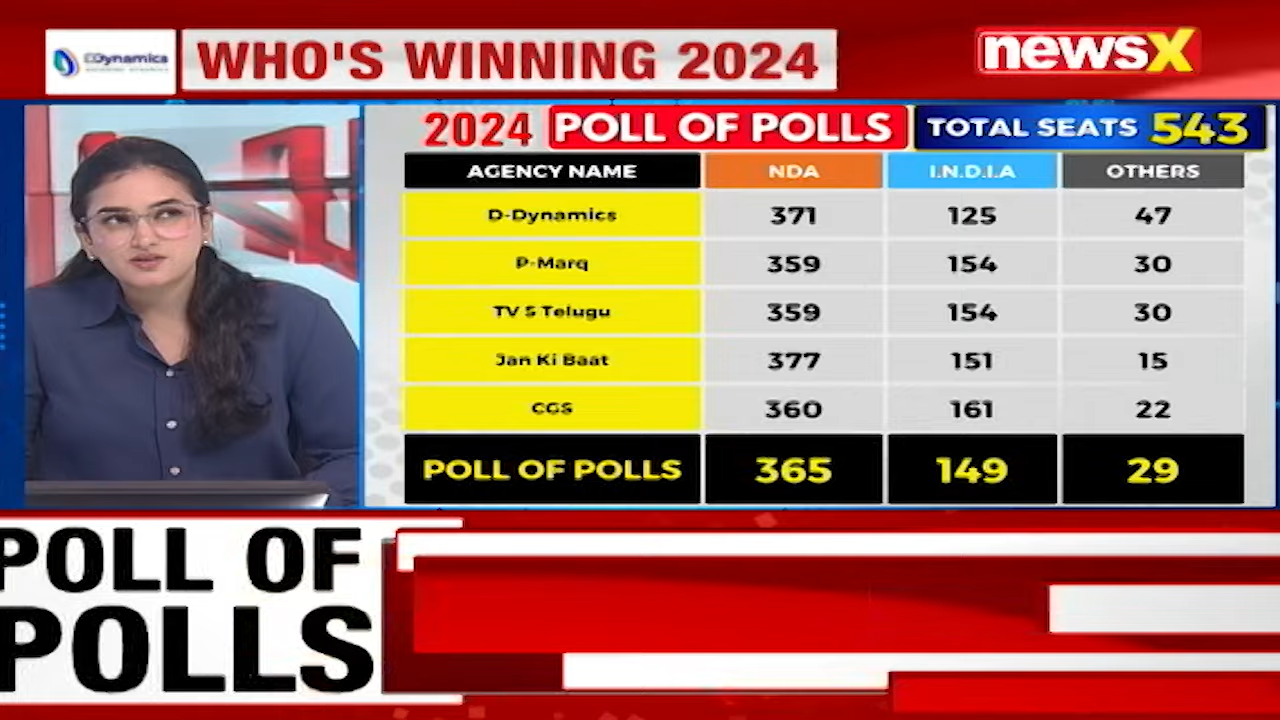 DDynamics
WHO'S WINNING 2024
newsX
2024 POLL OF POLLS TOTAL SEATS 543
AGENCY NAME NDA I.N.D.I.A OTHERS
D-Dynamics 371 125 47
P-Marq 359 154 30
TV 5 Telugu 359 154 30
Jan Ki Baat 377 151 15
CGS 360 161 22
POLL OF POLLS 365 149 29
POLL OF
POLLS